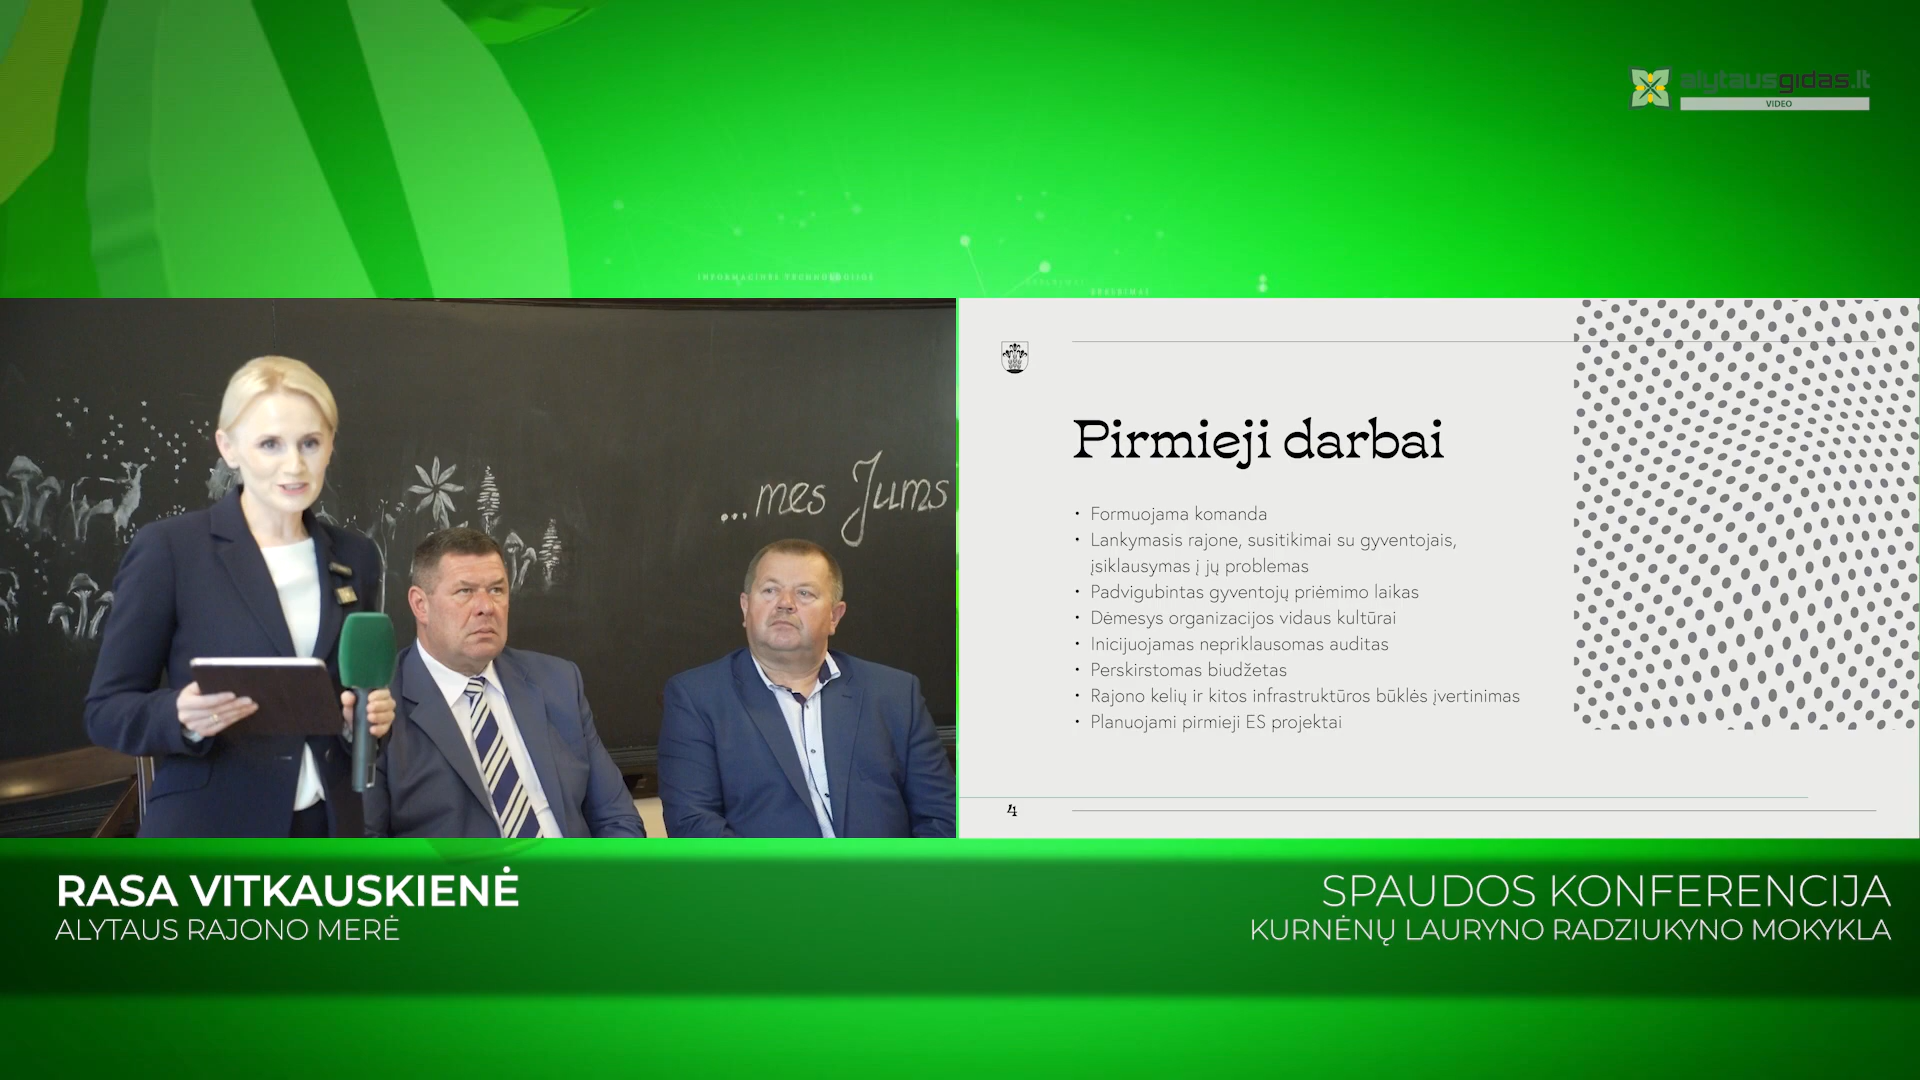 alytausgidas.lt
VIDEO
INFORMACINĖS TECHNOLOGIJOS
...mes Jums
Pirmieji darbai
• Formuojama komanda
• Lankymasis rajone, susitikimai su gyventojais,
įsiklausymas į jų problemas
• Padvigubintas gyventojų priėmimo laikas
• Dėmesys organizacijos vidaus kultūrai
• Inicijuojamas nepriklausomas auditas
• Perskirstomas biudžetas
• Rajono kelių ir kitos infrastruktūros būklės įvertinimas
• Planuojami pirmieji ES projektai
4
RASA VITKAUSKIENĖ
ALYTAUS RAJONO MERĖ
SPAUDOS KONFERENCIJA
KURNĖNŲ LAURYNO RADZIUKYNO MOKYKLA